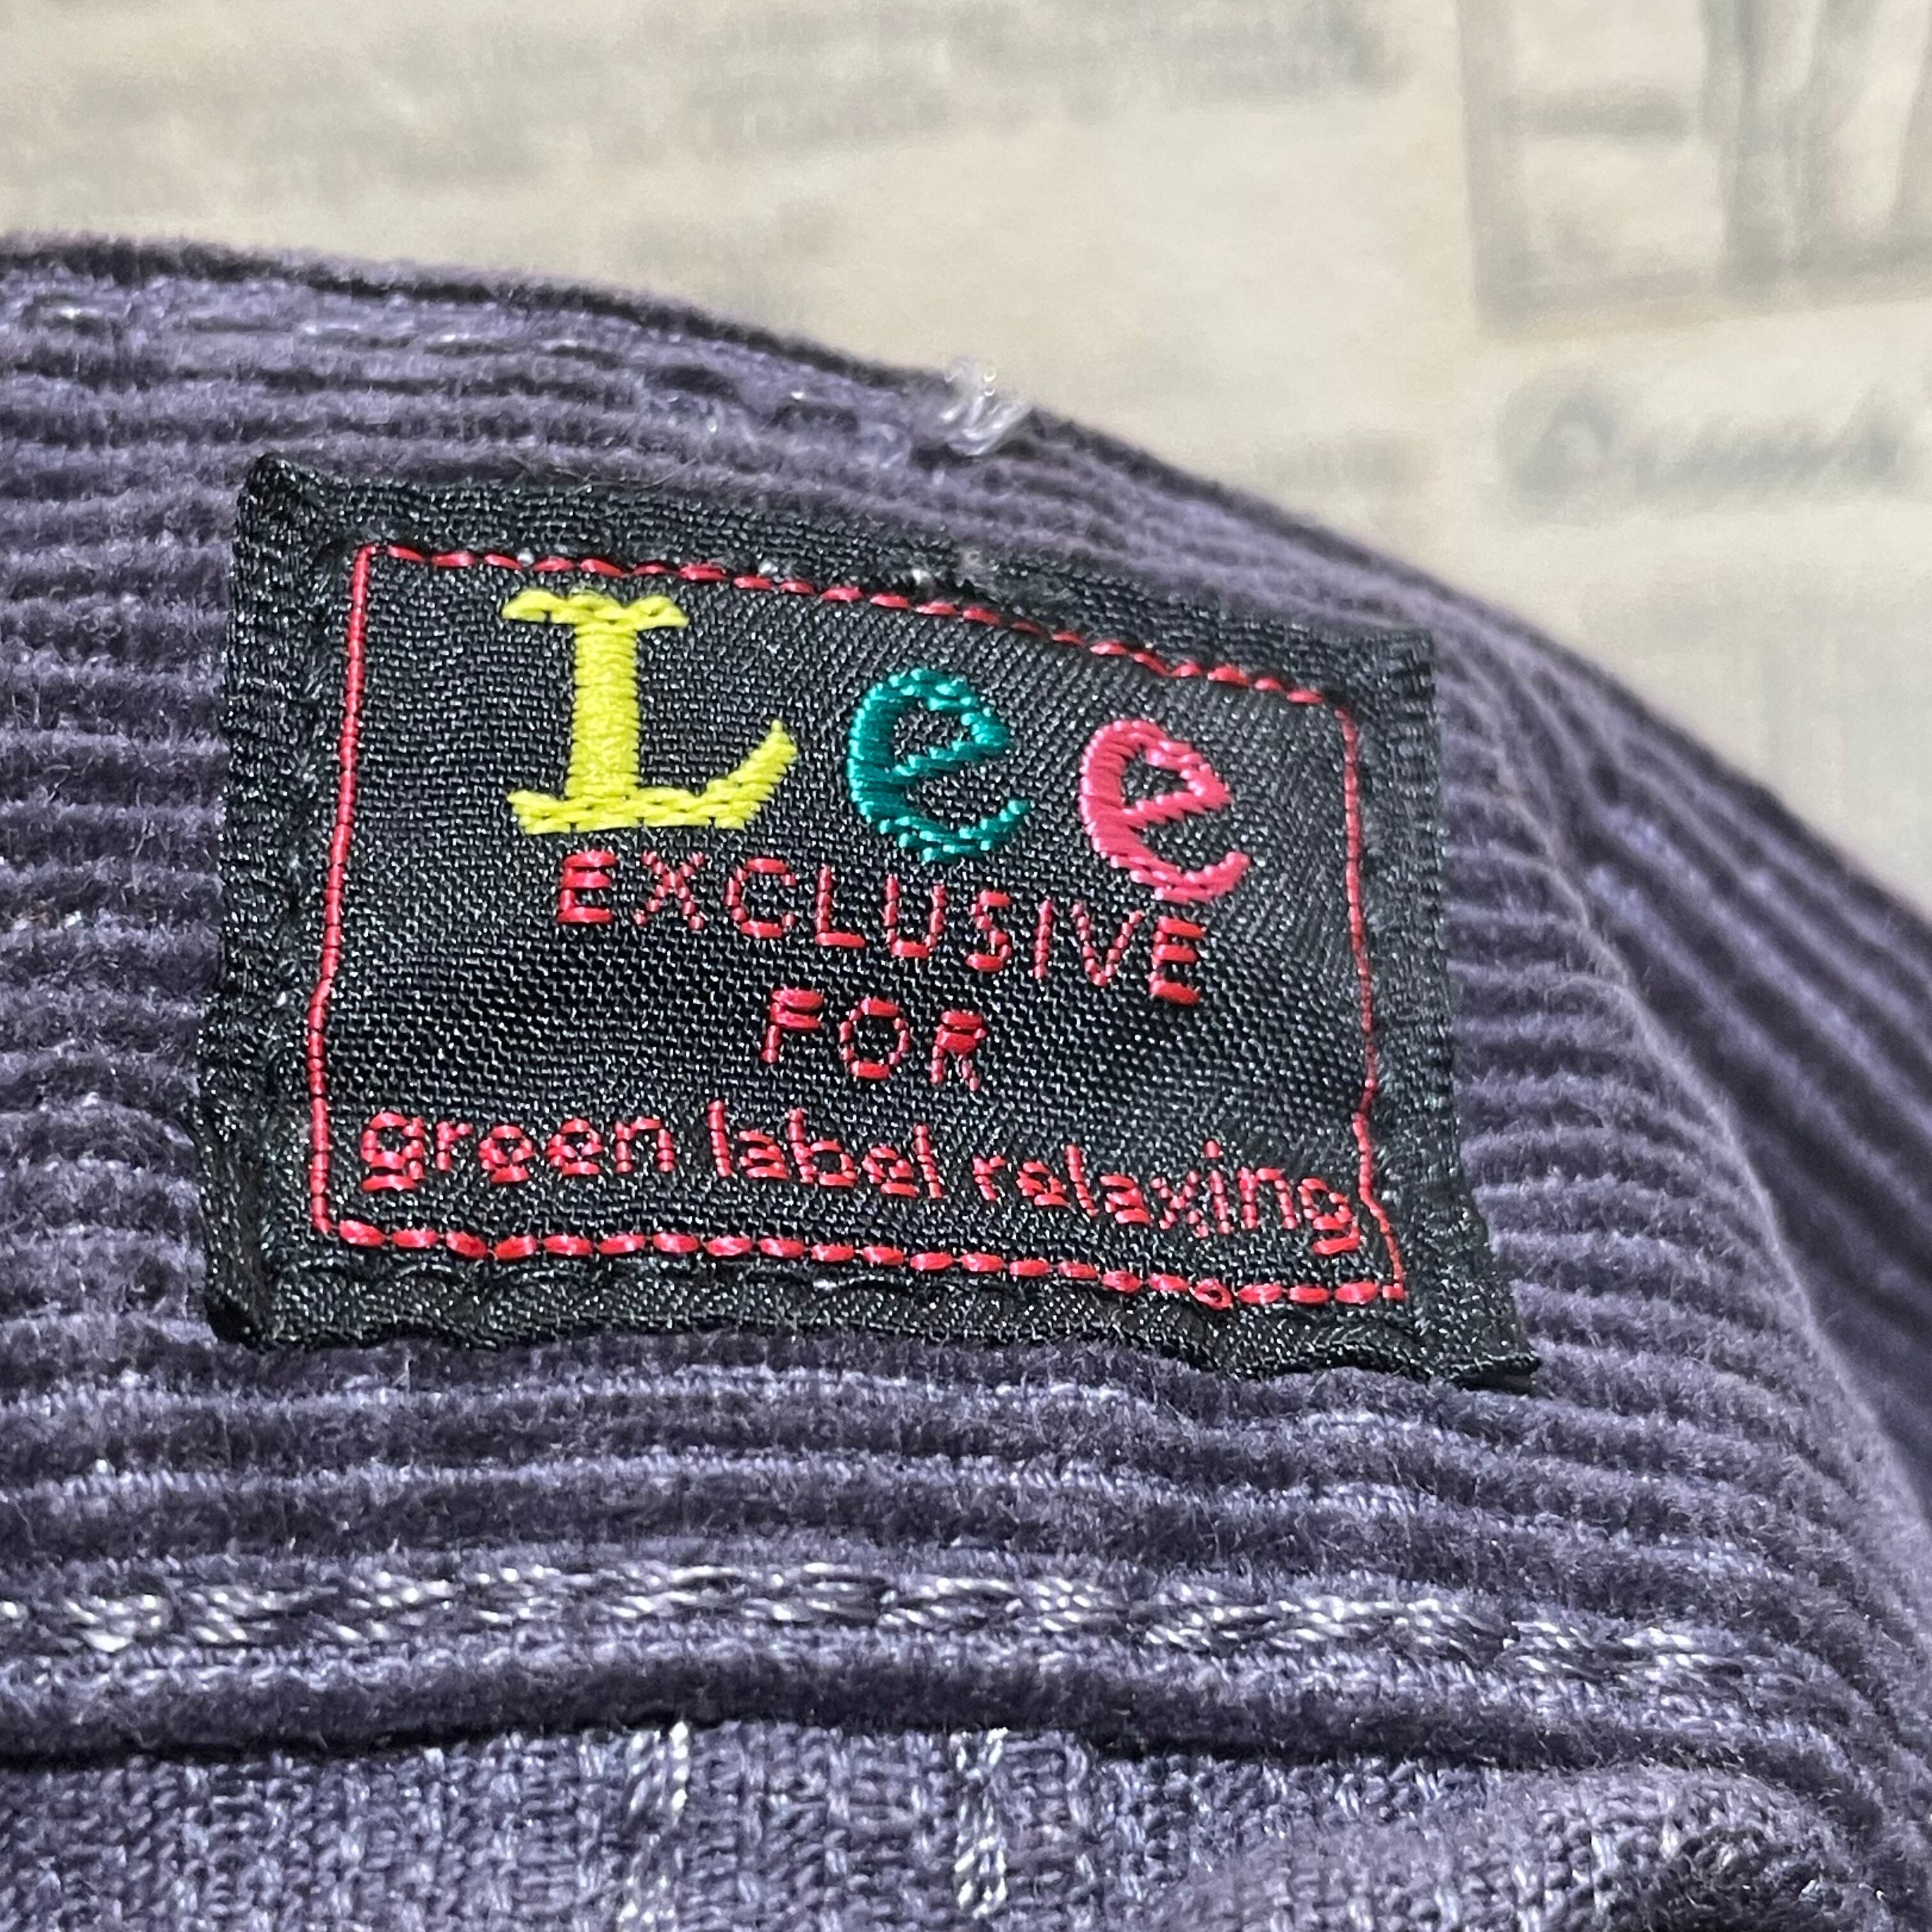 Lee
EXCLUSIVE
FOR
green label relaxing